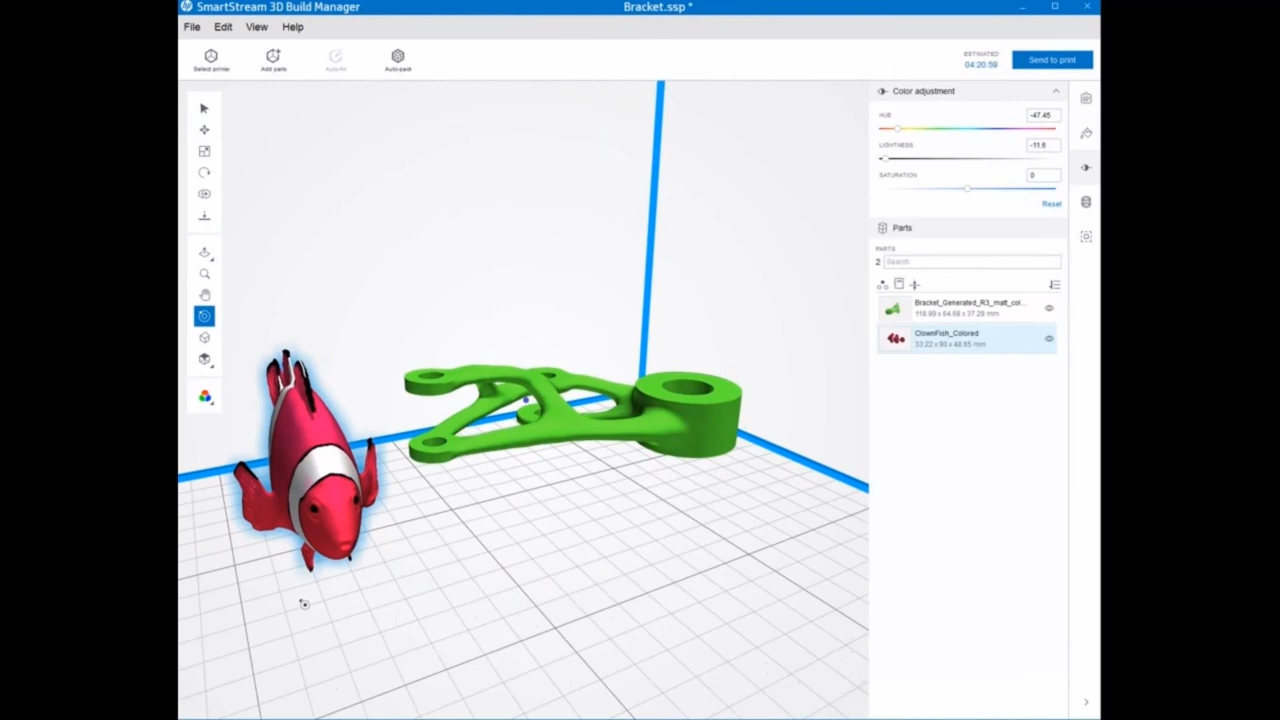 SmartStream 3D Build Manager
Bracket.ssp *
File Edit View Help
Select printer Add parts Auto-fix Auto-pack
ESTIMATED
04:20:59
Send to print
Color adjustment
HUE
-47.45
LIGHTNESS
-11.6
SATURATION
0
Reset
Parts
PARTS
2 Search
Bracket_Generated_R3_matt_col...
118.99 x 64.68 x 37.29 mm
ClownFish_Colored
33.22 x 90 x 48.65 mm